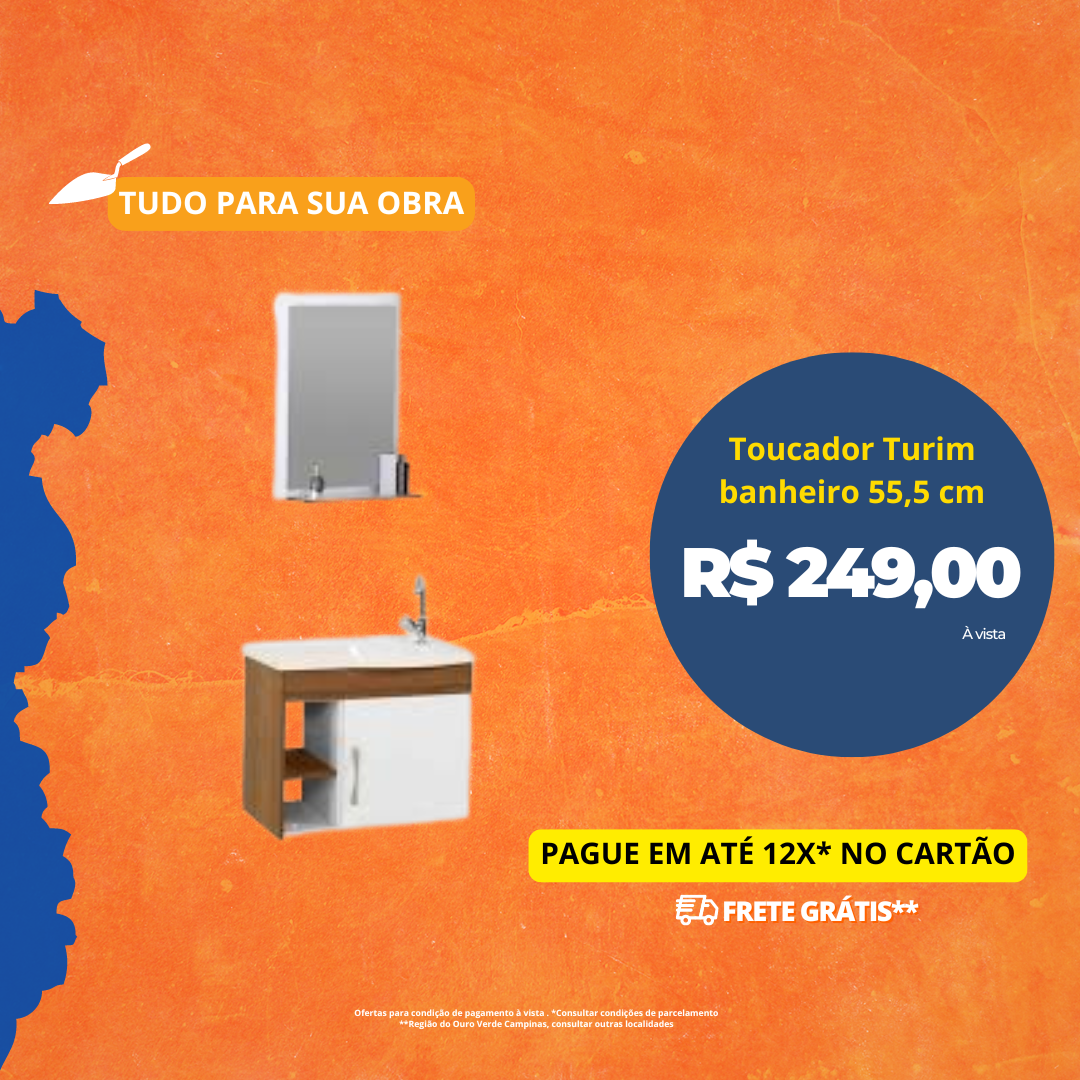 TUDO PARA SUA OBRA
Toucador Turim
banheiro 55,5 cm
R$ 249,00
À vista
PAGUE EM ATÉ 12X* NO CARTÃO
FRETE GRÁTIS**
Ofertas para condição de pagamento à vista . *Consultar condições de parcelamento
**Região do Ouro Verde Campinas, consultar outras localidades